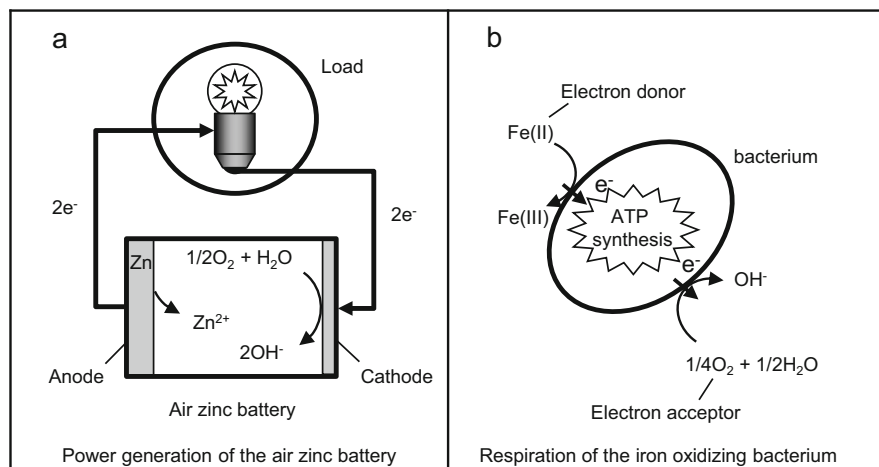 a
Load
2e⁻
2e⁻
Zn
1/2O₂ + H₂O
Zn²⁺
2OH⁻
Anode
Cathode
Air zinc battery
Power generation of the air zinc battery
b
Electron donor
Fe(II)
bacterium
e⁻
Fe(III)
ATP
synthesis
e⁻
OH⁻
1/4O₂ + 1/2H₂O
Electron acceptor
Respiration of the iron oxidizing bacterium